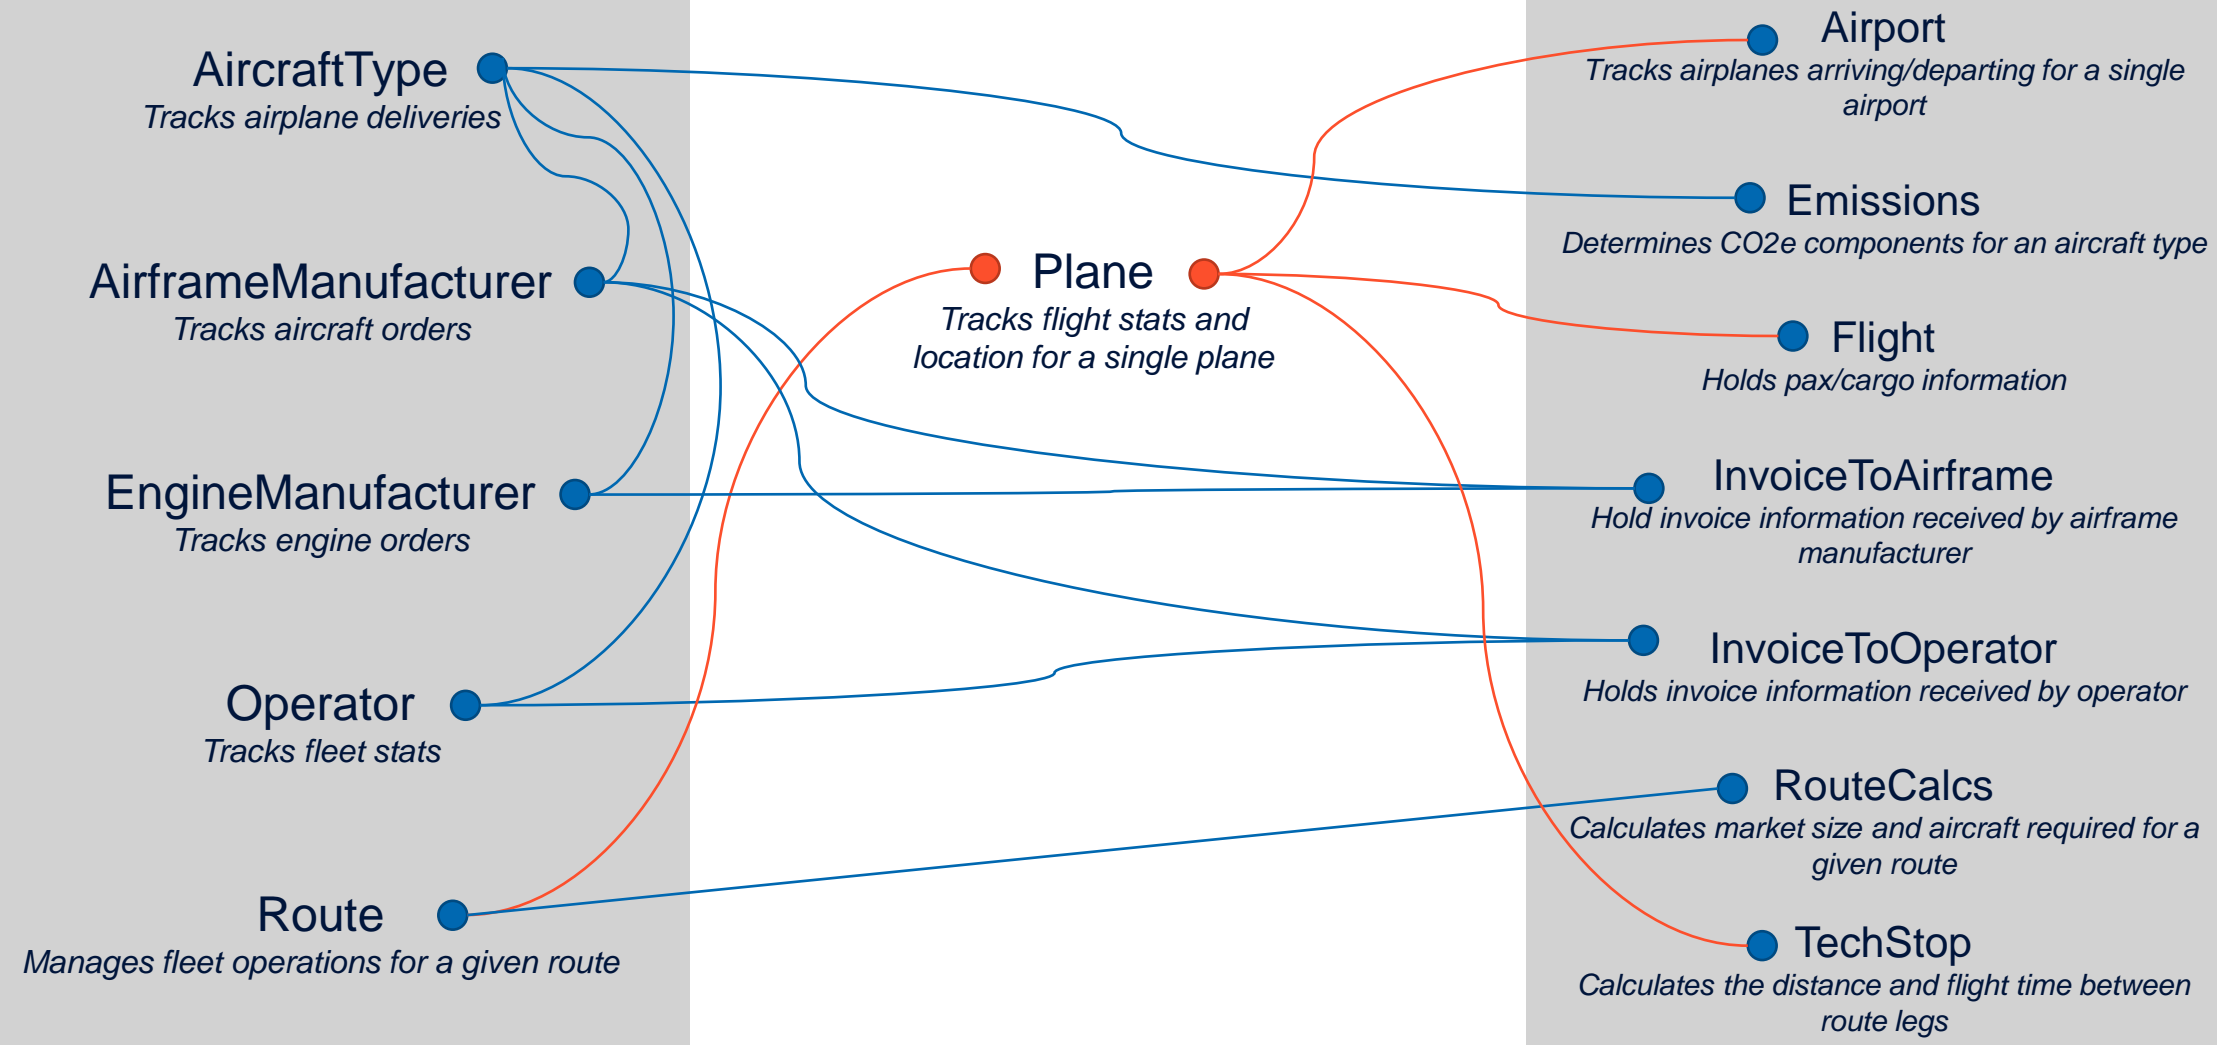 AircraftType
Tracks airplane deliveries
AirframeManufacturer
Tracks aircraft orders
EngineManufacturer
Tracks engine orders
Operator
Tracks fleet stats
Route
Manages fleet operations for a given route
Plane
Tracks flight stats and
location for a single plane
Airport
Tracks airplanes arriving/departing for a single
airport
Emissions
Determines CO2e components for an aircraft type
Flight
Holds pax/cargo information
InvoiceToAirframe
Hold invoice information received by airframe
manufacturer
InvoiceToOperator
Holds invoice information received by operator
RouteCalcs
Calculates market size and aircraft required for a
given route
TechStop
Calculates the distance and flight time between
route legs